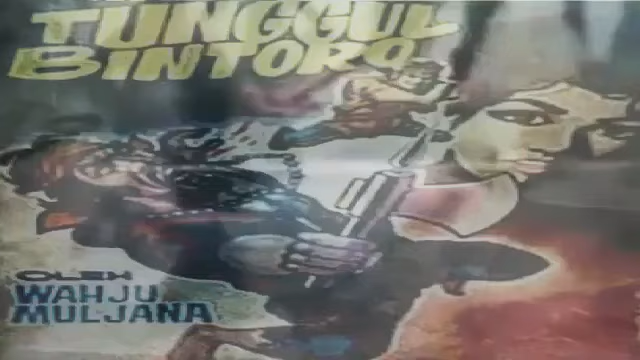 TUNGGUL
BINTORO
OLEH
WAHJU
MULJANA